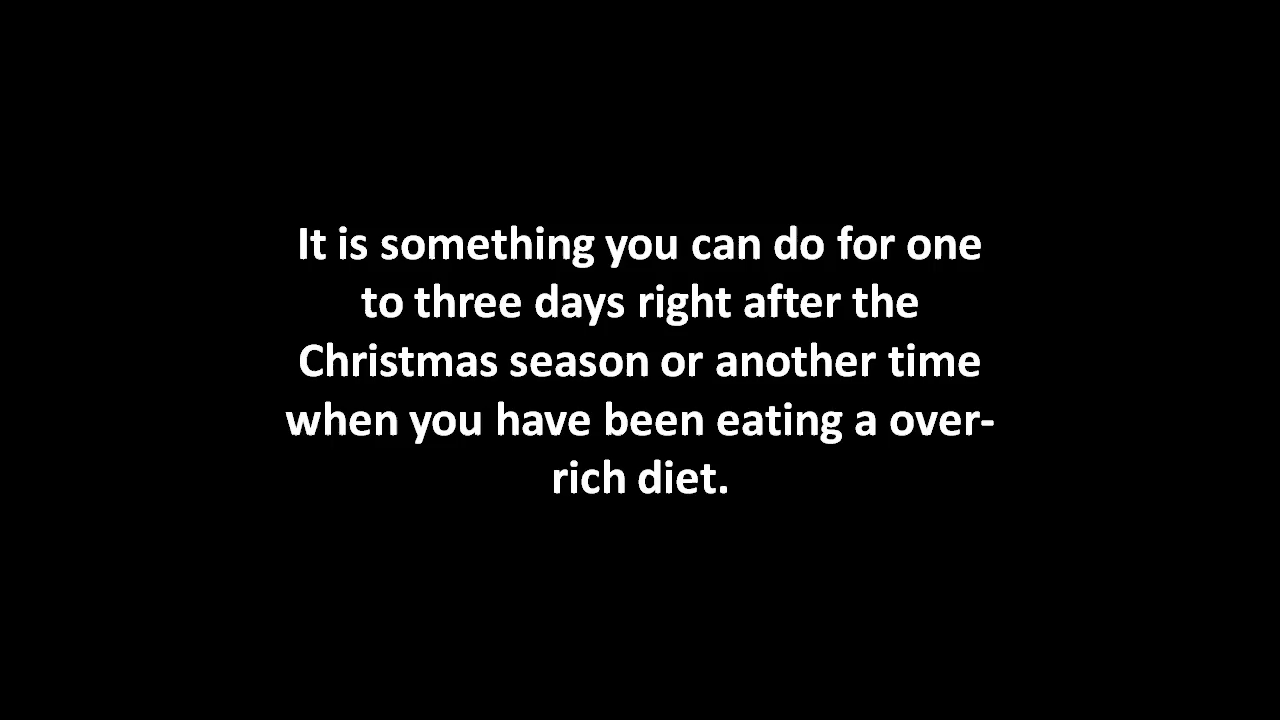 It is something you can do for one
to three days right after the
Christmas season or another time
when you have been eating a over-
rich diet.